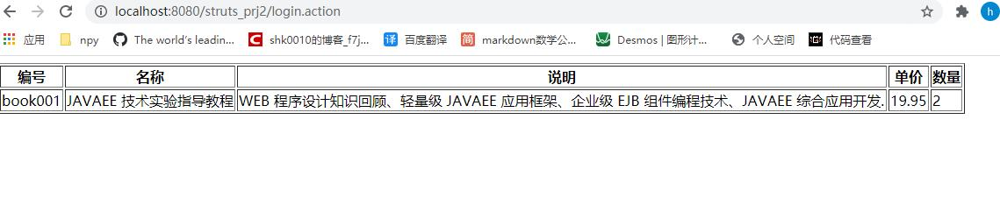 localhost:8080/struts_prj2/login.action h
应用 npy The world's leadin... shk0010的博客_f7j... 译 百度翻译 简 markdown数学公... Desmos | 图形计... 个人空间 代码查看
编号 名称 说明 单价 数量
book001 JAVAEE 技术实验指导教程 WEB 程序设计知识回顾、轻量级 JAVAEE 应用框架、企业级 EJB 组件编程技术、JAVAEE 综合应用开发. 19.95 2